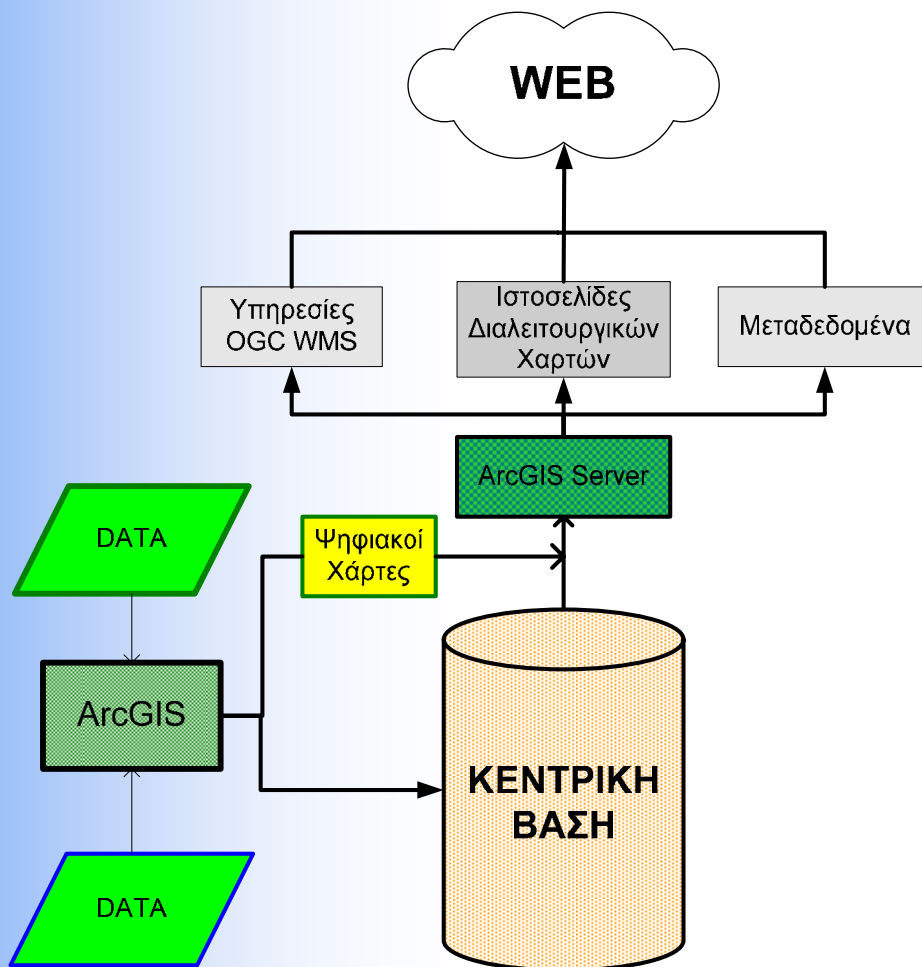 WEB
Υπηρεσίες
OGC WMS
Ιστοσελίδες
Διαλειτουργικών
Χαρτών
Μεταδεδομένα
ArcGIS Server
DATA
Ψηφιακοί
Χάρτες
ArcGIS
ΚΕΝΤΡΙΚΗ
ΒΑΣΗ
DATA